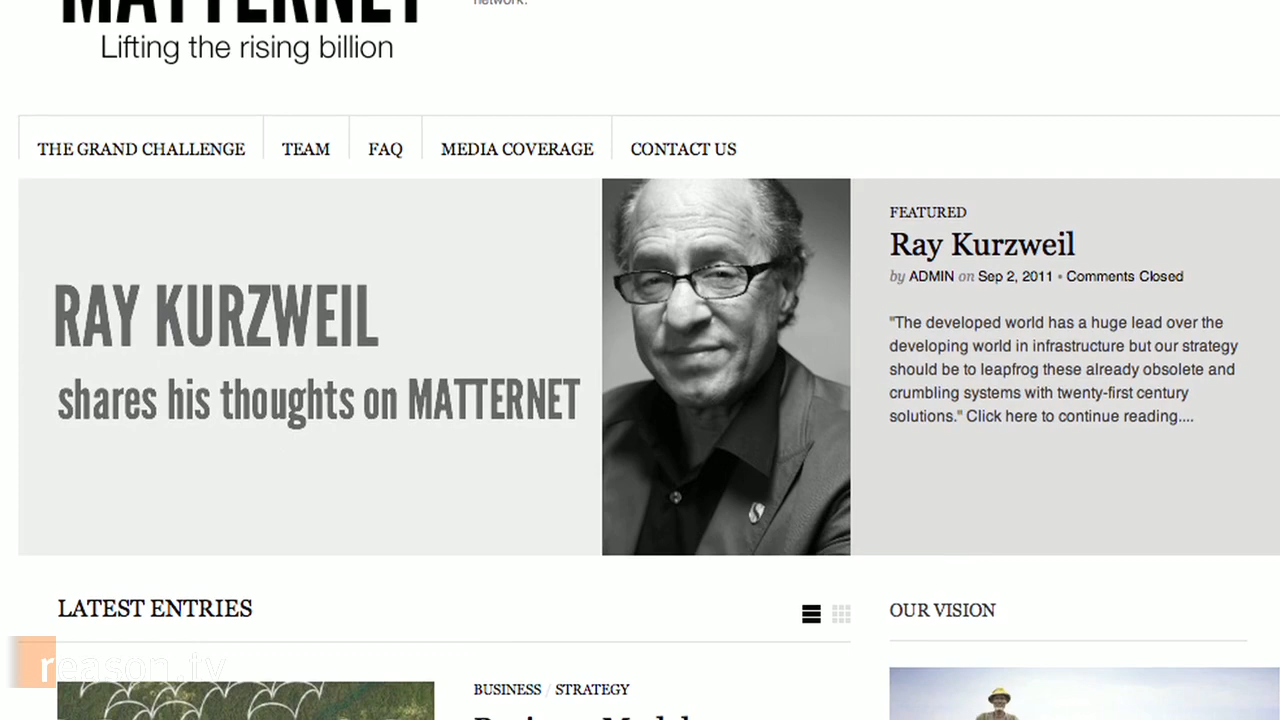 MATTERNET
network.
Lifting the rising billion
THE GRAND CHALLENGE
TEAM
FAQ
MEDIA COVERAGE
CONTACT US
RAY KURZWEIL
shares his thoughts on MATTERNET
FEATURED
Ray Kurzweil
by ADMIN on Sep 2, 2011 • Comments Closed
"The developed world has a huge lead over the
developing world in infrastructure but our strategy
should be to leapfrog these already obsolete and
crumbling systems with twenty-first century
solutions." Click here to continue reading....
LATEST ENTRIES
OUR VISION
reason.tv
BUSINESS / STRATEGY